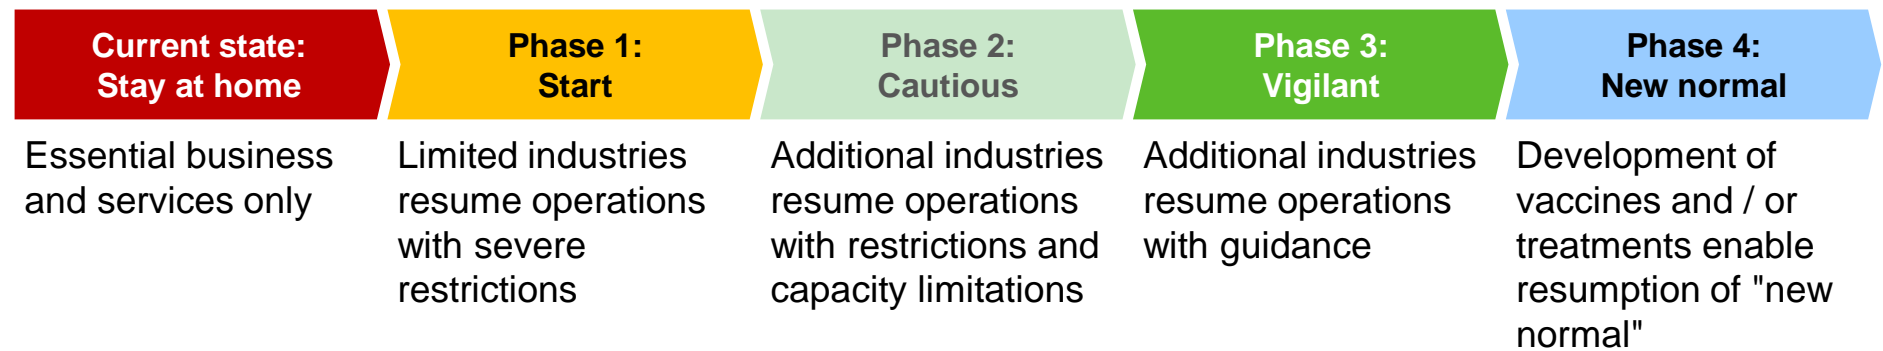 Current state:
Stay at home
Essential business
and services only
Phase 1:
Start
Limited industries
resume operations
with severe
restrictions
Phase 2:
Cautious
Additional industries
resume operations
with restrictions and
capacity limitations
Phase 3:
Vigilant
Additional industries
resume operations
with guidance
Phase 4:
New normal
Development of
vaccines and / or
treatments enable
resumption of "new
normal"